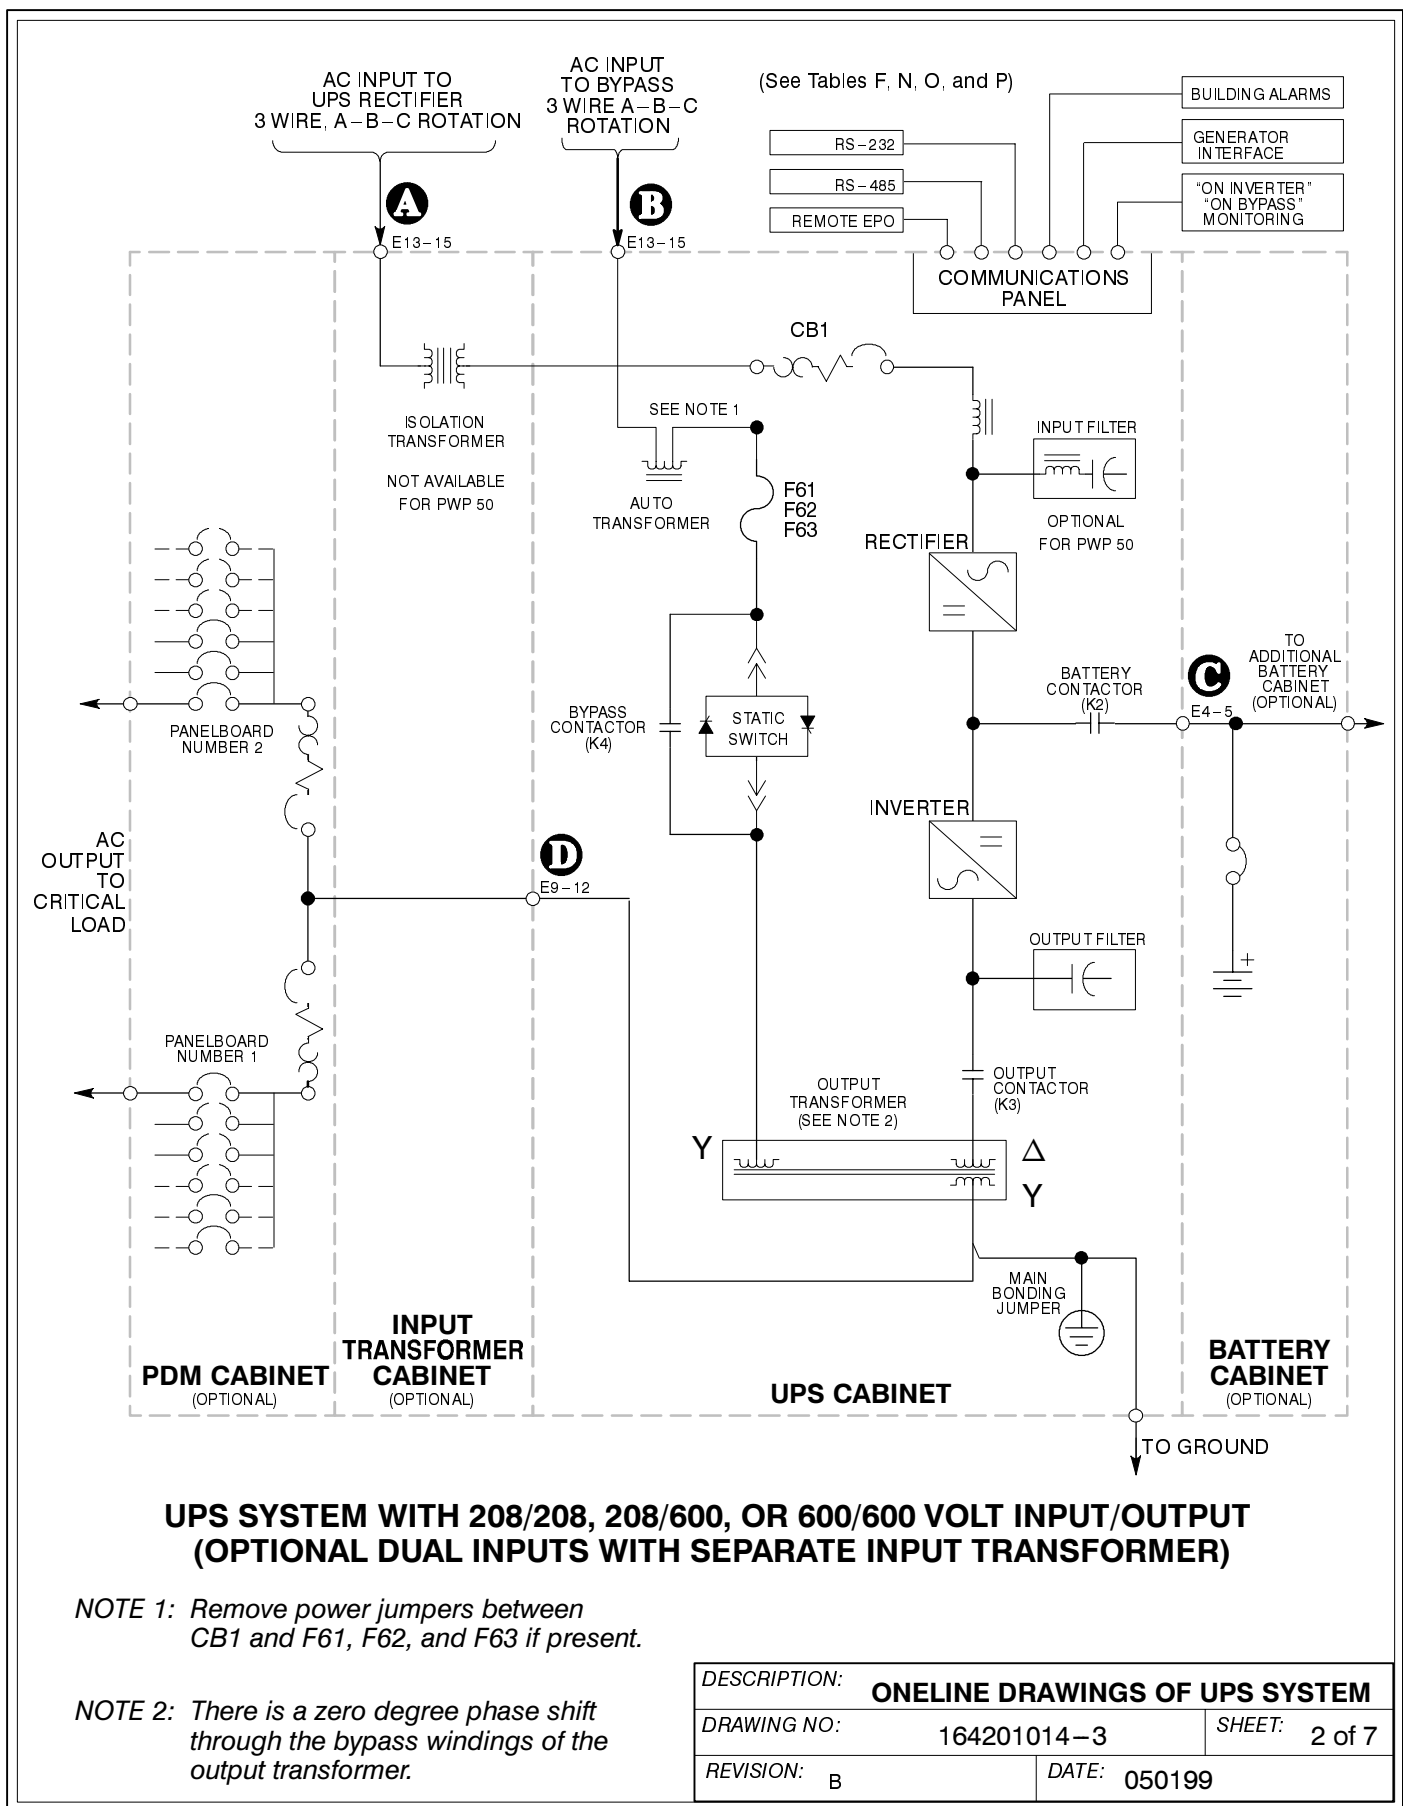 AC INPUT TO
UPS RECTIFIER
3 WIRE, A–B–C ROTATION
AC INPUT
TO BYPASS
3 WIRE A–B–C
ROTATION
(See Tables F, N, O, and P)
RS–232
RS–485
REMOTE EPO
BUILDING ALARMS
GENERATOR
INTERFACE
“ON INVERTER”
“ON BYPASS”
MONITORING
A
E13–15
B
E13–15
COMMUNICATIONS
PANEL
CB1
ISOLATION
TRANSFORMER
NOT AVAILABLE
FOR PWP 50
SEE NOTE 1
AUTO
TRANSFORMER
F61
F62
F63
INPUT FILTER
OPTIONAL
FOR PWP 50
RECTIFIER
BATTERY
CONTACTOR
(K2)
C
E4–5
TO
ADDITIONAL
BATTERY
CABINET
(OPTIONAL)
BYPASS
CONTACTOR
(K4)
STATIC
SWITCH
PANELBOARD
NUMBER 2
INVERTER
AC
OUTPUT
TO
CRITICAL
LOAD
D
E9–12
OUTPUT FILTER
+
PANELBOARD
NUMBER 1
OUTPUT
TRANSFORMER
(SEE NOTE 2)
OUTPUT
CONTACTOR
(K3)
Y
Δ
Y
MAIN
BONDING
JUMPER
PDM CABINET
(OPTIONAL)
INPUT
TRANSFORMER
CABINET
(OPTIONAL)
UPS CABINET
BATTERY
CABINET
(OPTIONAL)
TO GROUND
UPS SYSTEM WITH 208/208, 208/600, OR 600/600 VOLT INPUT/OUTPUT
(OPTIONAL DUAL INPUTS WITH SEPARATE INPUT TRANSFORMER)
NOTE 1: Remove power jumpers between
CB1 and F61, F62, and F63 if present.
NOTE 2: There is a zero degree phase shift
through the bypass windings of the
output transformer.
DESCRIPTION: ONELINE DRAWINGS OF UPS SYSTEM
DRAWING NO: 164201014–3 SHEET: 2 of 7
REVISION: B DATE: 050199